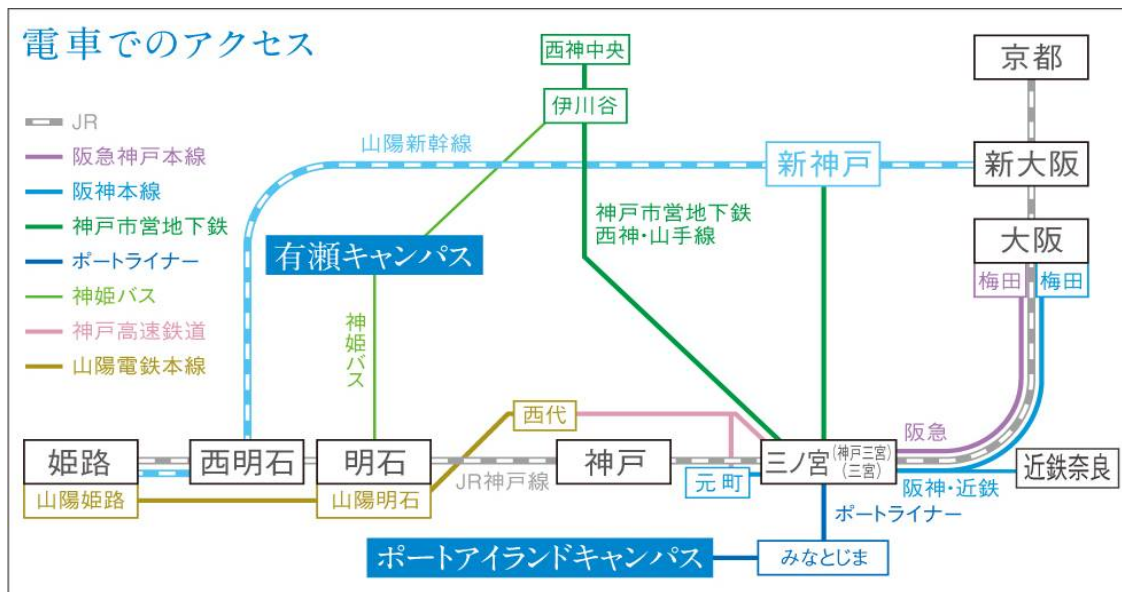 電車でのアクセス
JR
阪急神戸本線
阪神本線
神戸市営地下鉄
ポートライナー
神姫バス
神戸高速鉄道
山陽電鉄本線
西神中央
伊川谷
京都
山陽新幹線
新神戸
新大阪
神戸市営地下鉄
西神・山手線
大阪
梅田
梅田
有瀬キャンパス
神姫バス
西代
阪急
姫路
西明石
明石
神戸
三ノ宮(神戸三宮)(三宮)
近鉄奈良
JR神戸線
元町
阪神・近鉄
山陽姫路
山陽明石
ポートライナー
ポートアイランドキャンパス
みなとじま